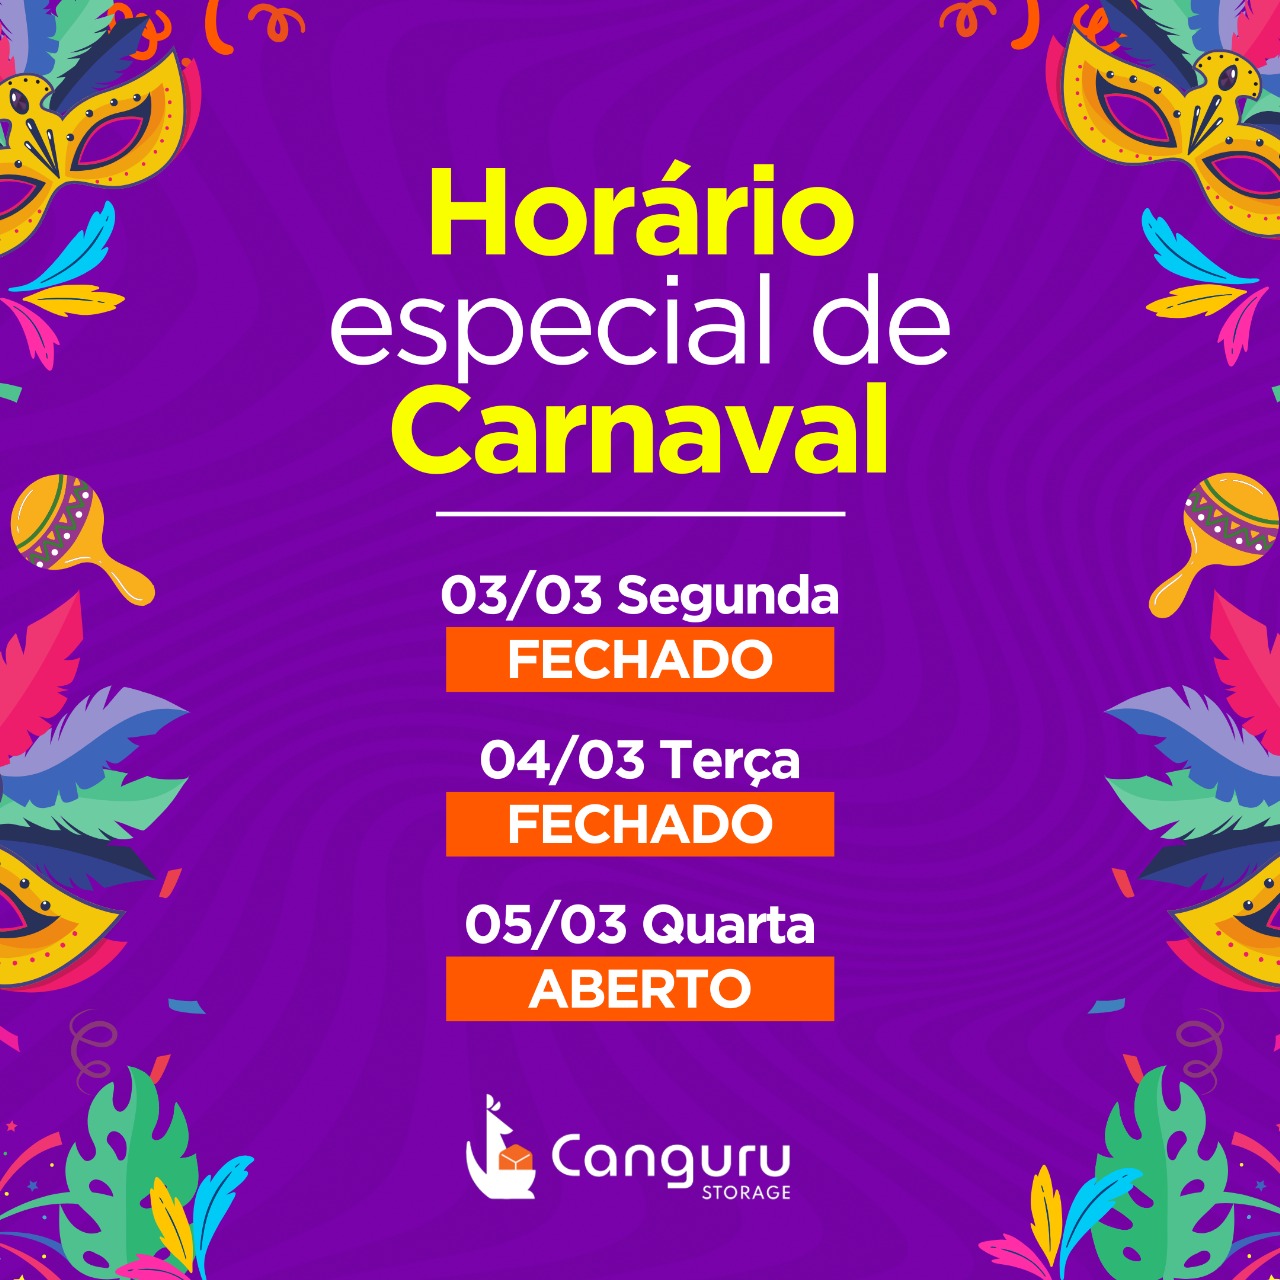 Horário
especial de
Carnaval
03/03 Segunda
FECHADO
04/03 Terça
FECHADO
05/03 Quarta
ABERTO
Canguru
STORAGE